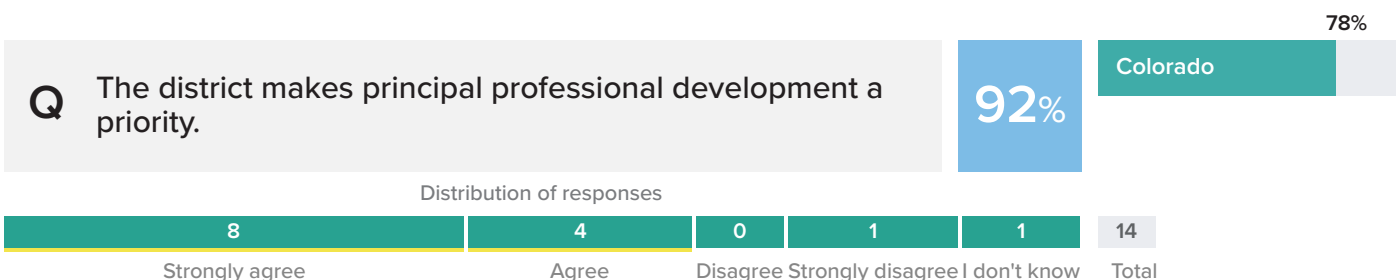 78%
Q
The district makes principal professional development a
priority.
92%
Colorado
Distribution of responses
8 4 0 1 1 14
Strongly agree Agree Disagree Strongly disagree I don't know Total